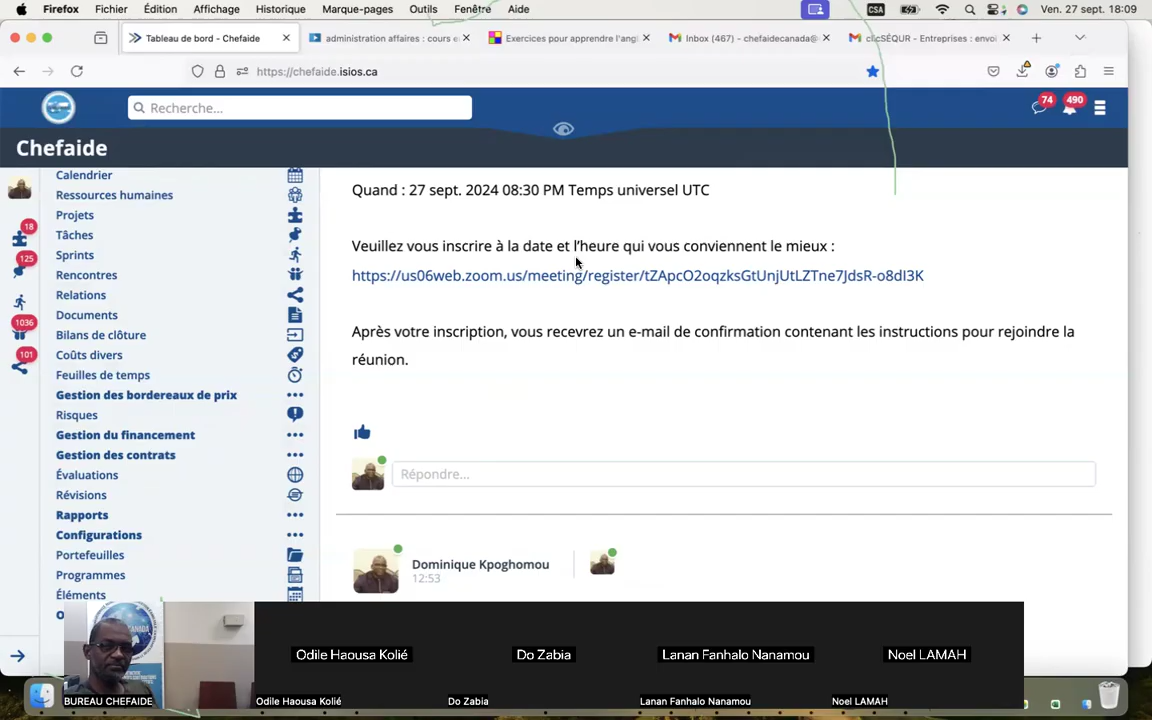 Firefox Fichier Édition Affichage Historique Marque-pages Outils Fenêtre Aide
CSA Ven. 27 sept. 18:09
Tableau de bord - Chefaide
administration affaires : cours e
Exercices pour apprendre l'angl
Inbox (467) - chefaidecanada@
clicSÉQUR - Entreprises : envoi
https://chefaide.isios.ca
Recherche...
74
490
Chefaide
18
125
1036
101
Calendrier
Ressources humaines
Projets
Tâches
Sprints
Rencontres
Relations
Documents
Bilans de clôture
Coûts divers
Feuilles de temps
Gestion des bordereaux de prix
Risques
Gestion du financement
Gestion des contrats
Évaluations
Révisions
Rapports
Configurations
Portefeuilles
Programmes
Éléments
Quand : 27 sept. 2024 08:30 PM Temps universel UTC
Veuillez vous inscrire à la date et l'heure qui vous conviennent le mieux :
https://us06web.zoom.us/meeting/register/tZApcO2oqzksGtUnjUtLZTne7JdsR-o8dI3K
Après votre inscription, vous recevrez un e-mail de confirmation contenant les instructions pour rejoindre la
réunion.
Répondre...
Dominique Kpoghomou
12:53
Odile Haousa Kolié
Do Zabia
Lanan Fanhalo Nanamou
Noel LAMAH
BUREAU CHEFAIDE
Odile Haousa Kolié
Do Zabia
Lanan Fanhalo Nanamou
Noel LAMAH